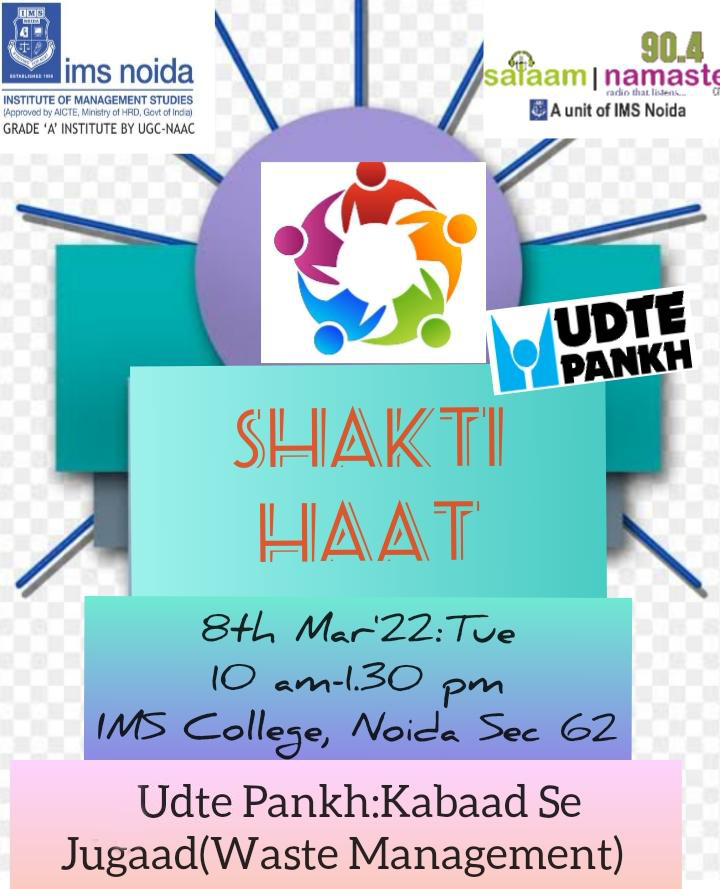 IMS
NOIDA
ESTABLISHED 1996
ims noida
INSTITUTE OF MANAGEMENT STUDIES
(Approved by AICTE, Ministry of HRD, Govt of India)
GRADE 'A' INSTITUTE BY UGC-NAAC
90.4
salaam | namaste
radio that listens...
A unit of IMS Noida
UDTE
PANKH
SHAKTI
HAAT
8th Mar'22:Tue
10 am-1.30 pm
IMS College, Noida Sec 62
Udte Pankh:Kabaad Se
Jugaad(Waste Management)